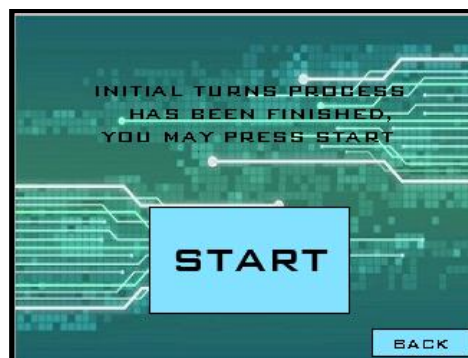 INITIAL TURNS PROCESS
HAS BEEN FINISHED,
YOU MAY PRESS START
START
BACK